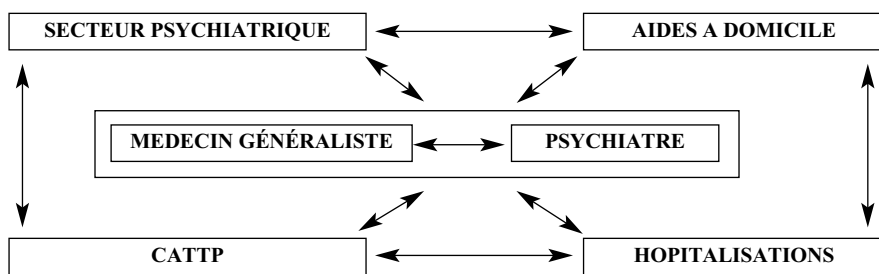 SECTEUR PSYCHIATRIQUE
AIDES A DOMICILE
MEDECIN GÉNÉRALISTE
PSYCHIATRE
CATTP
HOPITALISATIONS